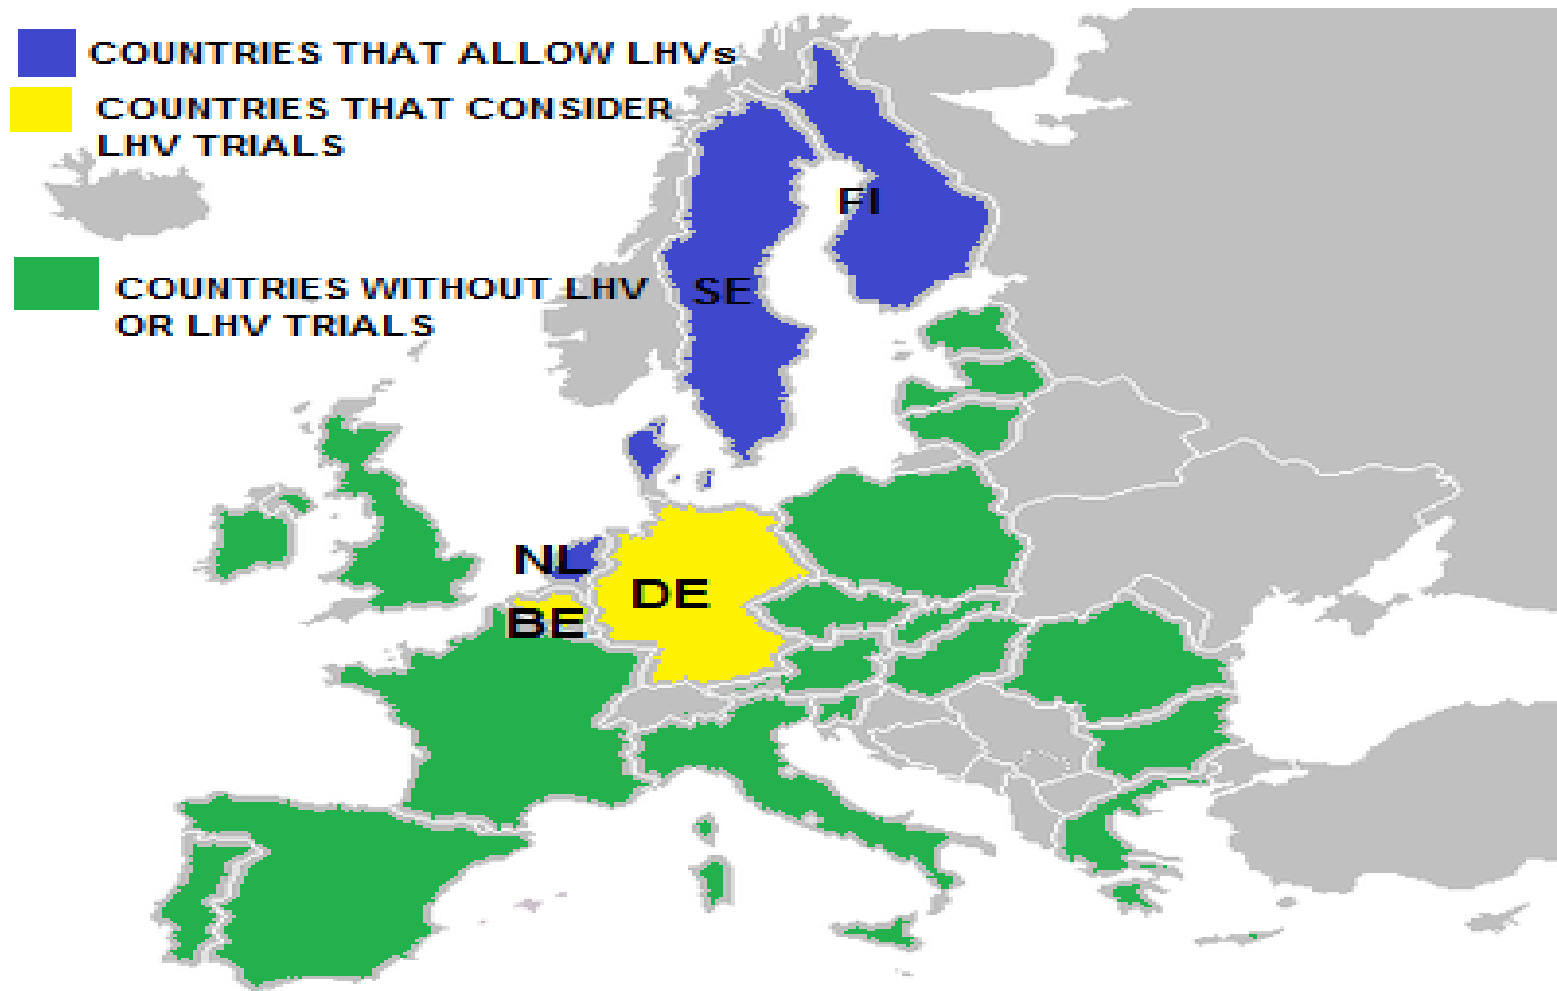 COUNTRIES THAT ALLOW LHVs
COUNTRIES THAT CONSIDER
LHV TRIALS
FI
SE
COUNTRIES WITHOUT LHV
OR LHV TRIALS
NL
DE
BE